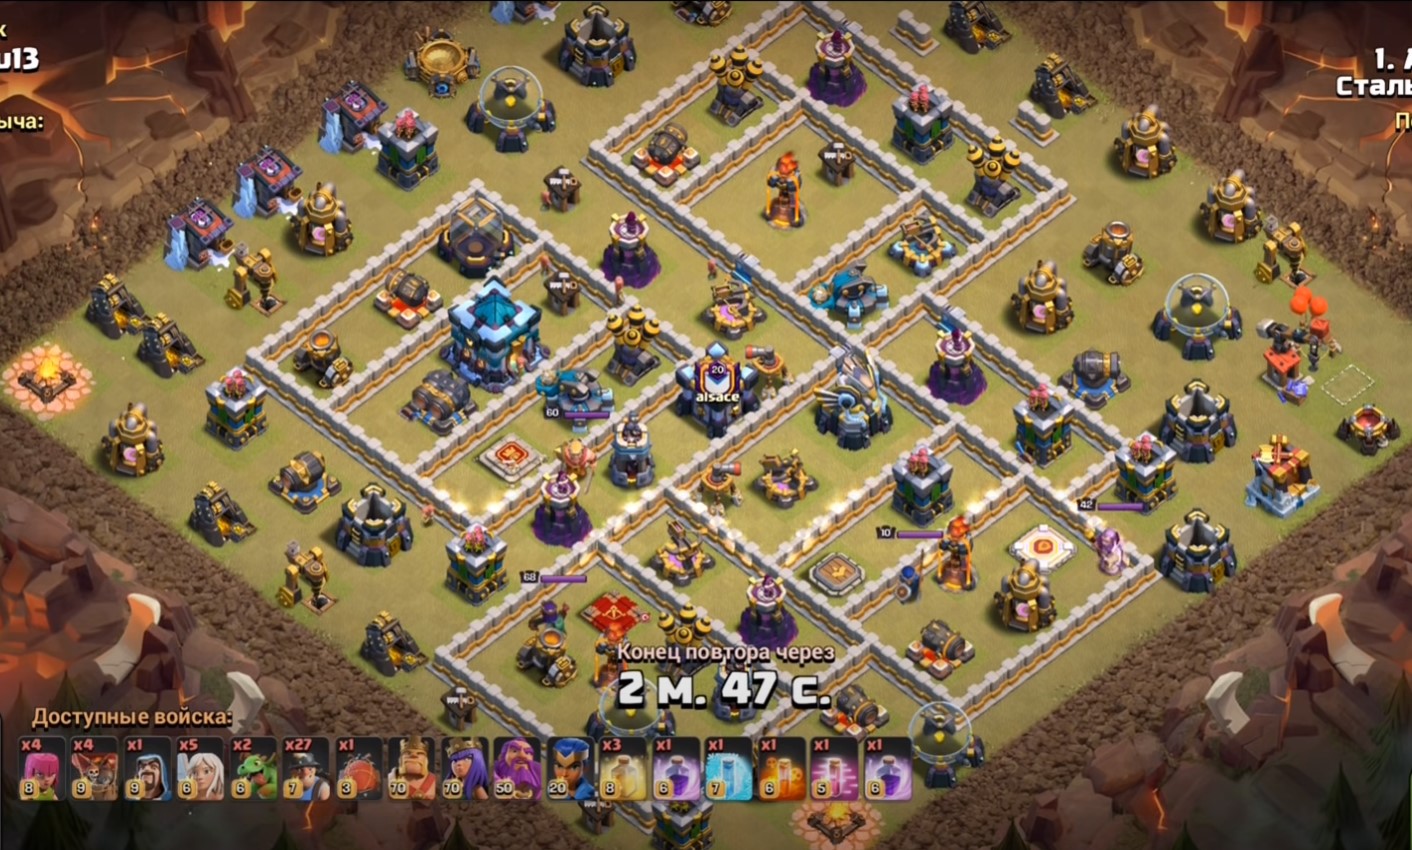 u13
1.
Сталь
ыча:
20
alsace
60
42
10
68
Конец повтора через
2 м. 47 с.
Доступные войска:
x4 x4 x1 x5 x2 x27 x1 x3 x1 x1 x1 x1 x1
8 9 9 6 6 7 3 70 70 50 20 8 6 7 6 5 6